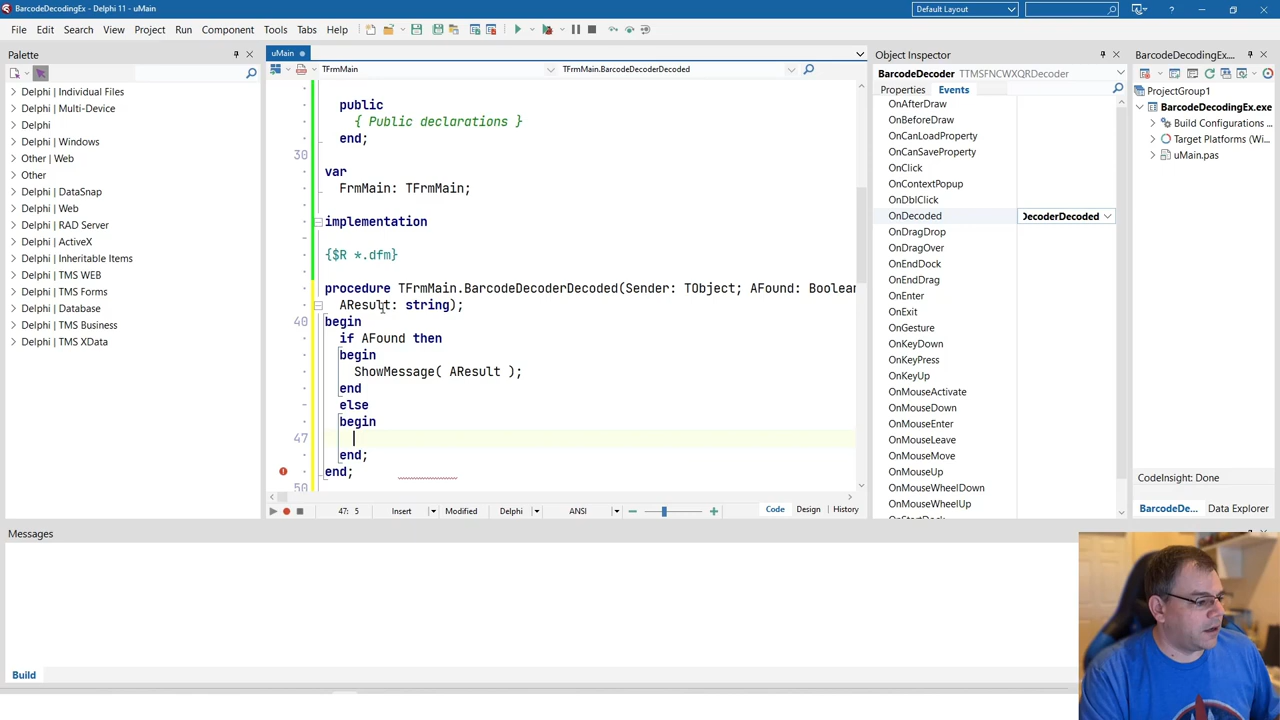 BarcodeDecodingEx - Delphi 11 - uMain
Default Layout
File Edit Search View Project Run Component Tools Tabs Help
Palette
Delphi | Individual Files
Delphi | Multi-Device
Delphi
Delphi | Windows
Other | Web
Other
Delphi | DataSnap
Delphi | Web
Delphi | RAD Server
Delphi | ActiveX
Delphi | Inheritable Items
Delphi | TMS WEB
Delphi | TMS Forms
Delphi | Database
Delphi | TMS Business
Delphi | TMS XData
uMain
TFrmMain
TFrmMain.BarcodeDecoderDecoded
public
{ Public declarations }
end;
30
var
FrmMain: TFrmMain;
implementation
{$R *.dfm}
procedure TFrmMain.BarcodeDecoderDecoded(Sender: TObject; AFound: Boolean
AResult: string);
40 begin
if AFound then
begin
ShowMessage( AResult );
end
else
begin
47
end;
end;
50
47: 5 Insert Modified Delphi ANSI Code Design History
Object Inspector
BarcodeDecoder TTMSFNCWXQRDecoder
Properties Events
OnAfterDraw
OnBeforeDraw
OnCanLoadProperty
OnCanSaveProperty
OnClick
OnContextPopup
OnDblClick
OnDecoded DecoderDecoded
OnDragDrop
OnDragOver
OnEndDock
OnEndDrag
OnEnter
OnExit
OnGesture
OnKeyDown
OnKeyPress
OnKeyUp
OnMouseActivate
OnMouseDown
OnMouseEnter
OnMouseLeave
OnMouseMove
OnMouseUp
OnMouseWheelDown
OnMouseWheelUp
OnStartDock
BarcodeDecodingEx....
ProjectGroup1
BarcodeDecodingEx.exe
Build Configurations ...
Target Platforms (Wi...
uMain.pas
CodeInsight: Done
BarcodeDe... Data Explorer
Messages
Build